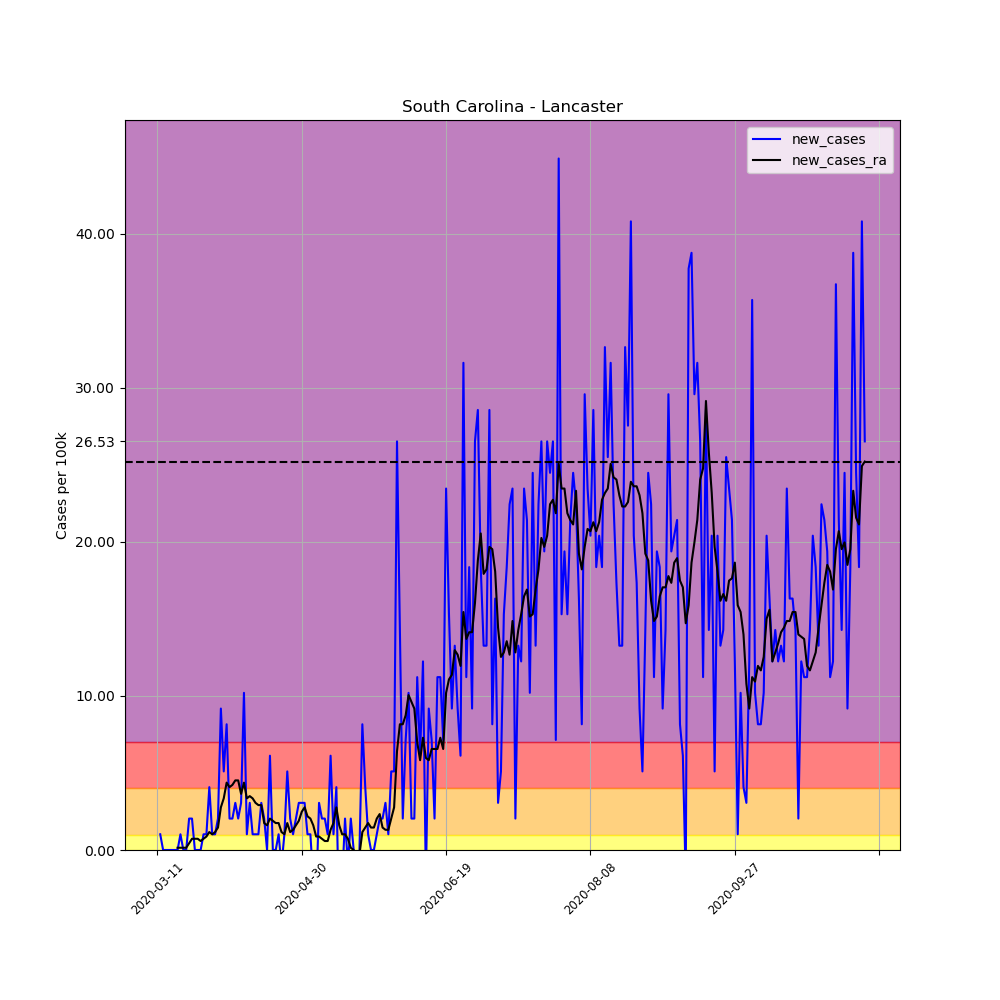 South Carolina - Lancaster
new_cases
new_cases_ra
Cases per 100k
40.00
30.00
26.53
20.00
10.00
0.00
2020-03-11
2020-04-30
2020-06-19
2020-08-08
2020-09-27